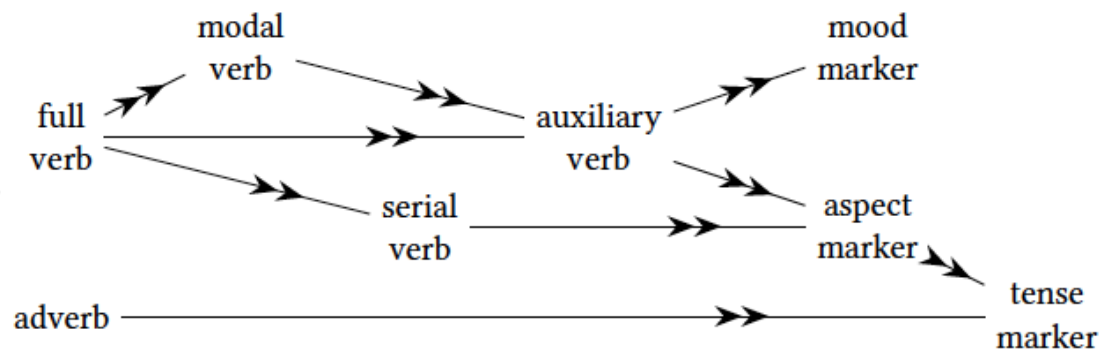 modal
verb
mood
marker
full
verb
auxiliary
verb
serial
verb
aspect
marker
adverb
tense
marker